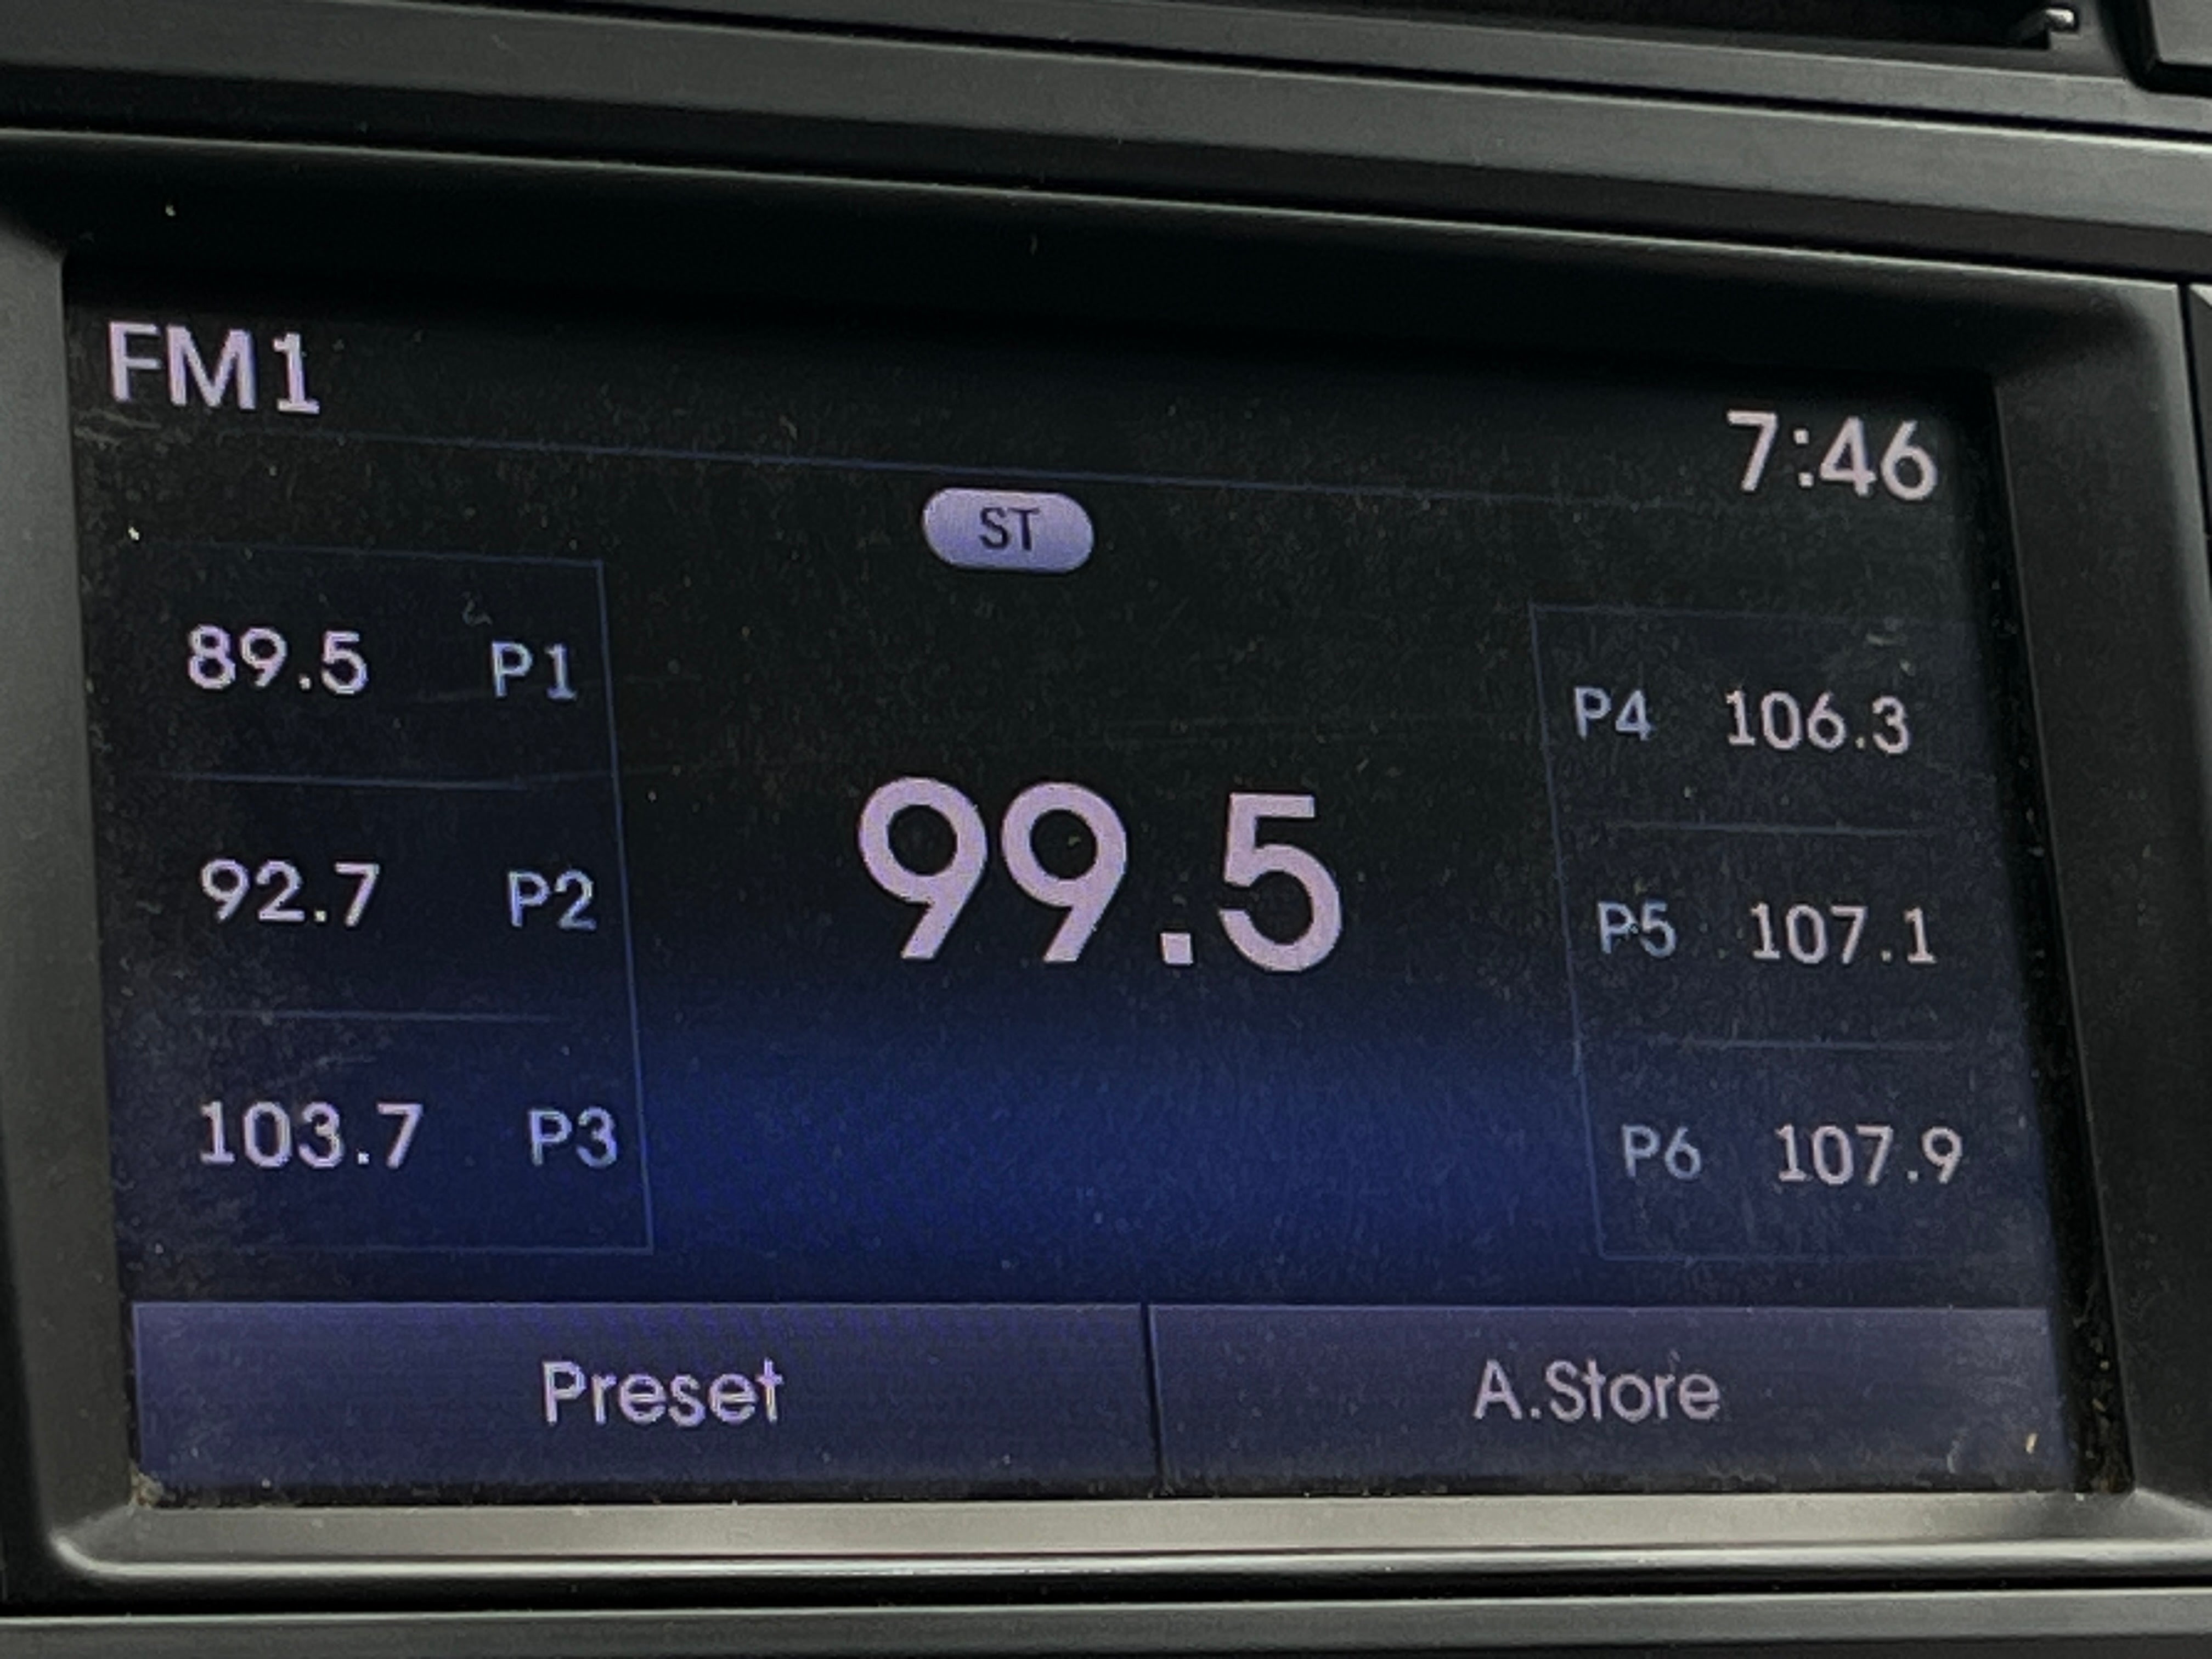 FM1
7:46
ST
89.5 P1
P4 106.3
99.5
92.7 P2
P5 107.1
103.7 P3
P6 107.9
Preset
A.Store